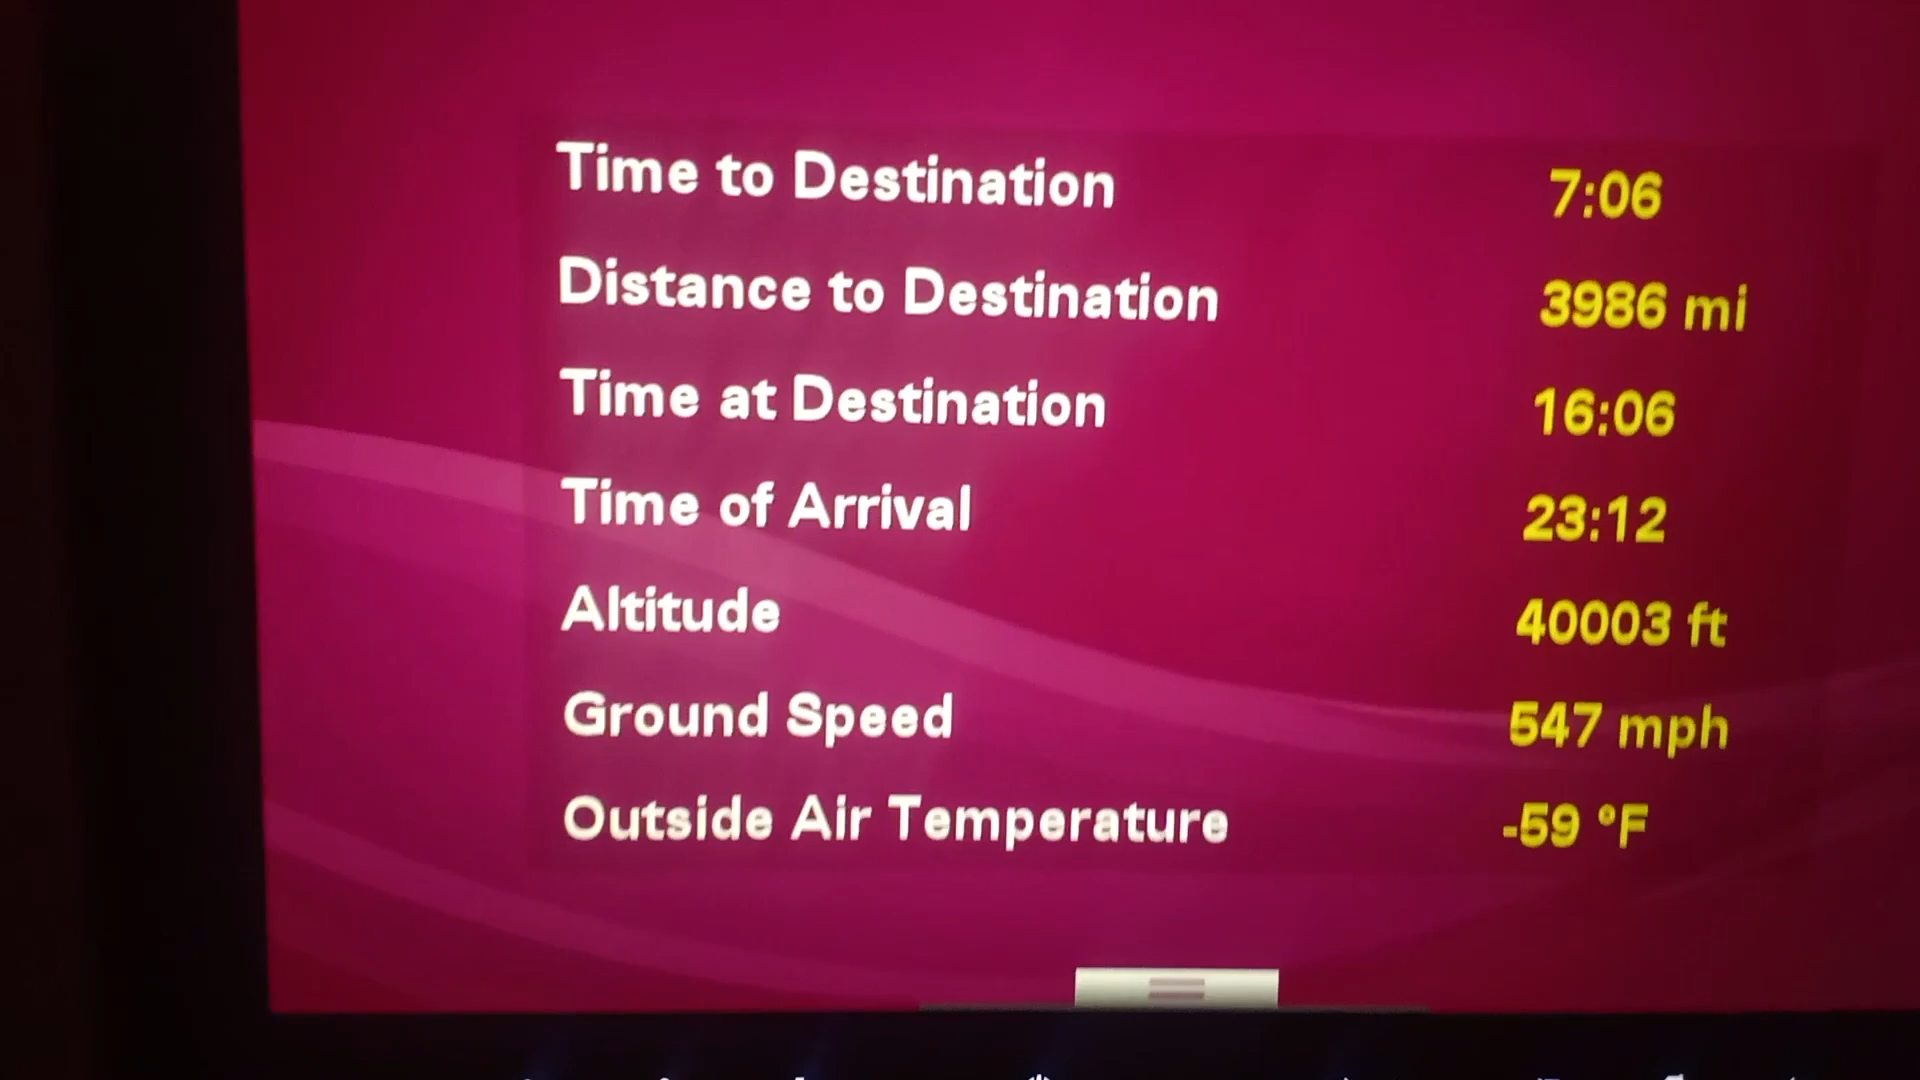 Time to Destination 7:06
Distance to Destination 3986 mi
Time at Destination 16:06
Time of Arrival 23:12
Altitude 40003 ft
Ground Speed 547 mph
Outside Air Temperature -59 °F